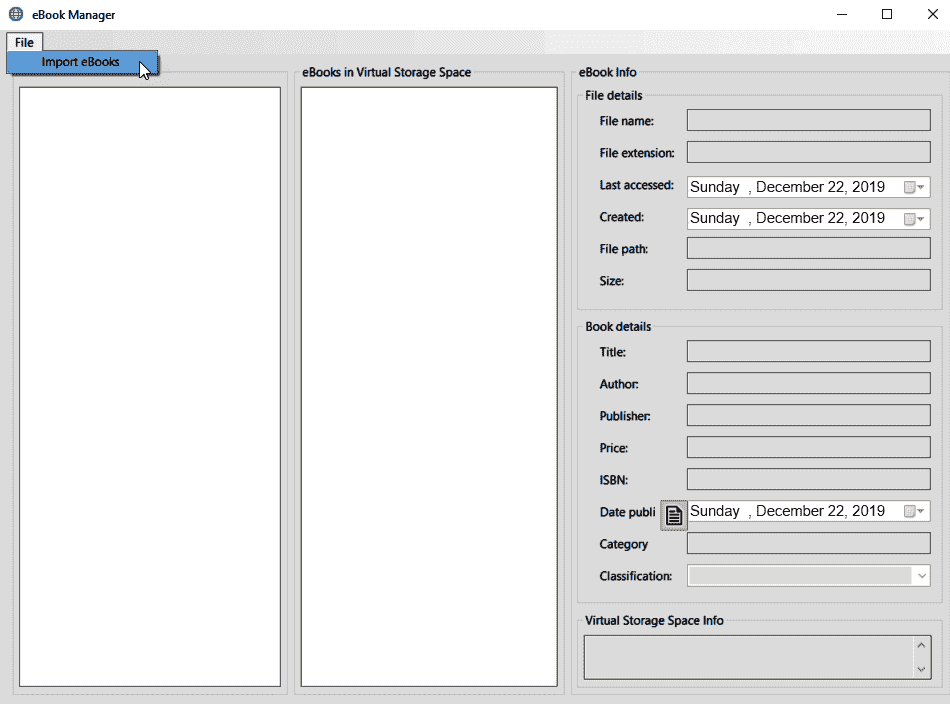 eBook Manager
File
Import eBooks
eBooks in Virtual Storage Space
eBook Info
File details
File name:
File extension:
Last accessed: Sunday , December 22, 2019
Created: Sunday , December 22, 2019
File path:
Size:
Book details
Title:
Author:
Publisher:
Price:
ISBN:
Date publi Sunday , December 22, 2019
Category
Classification:
Virtual Storage Space Info